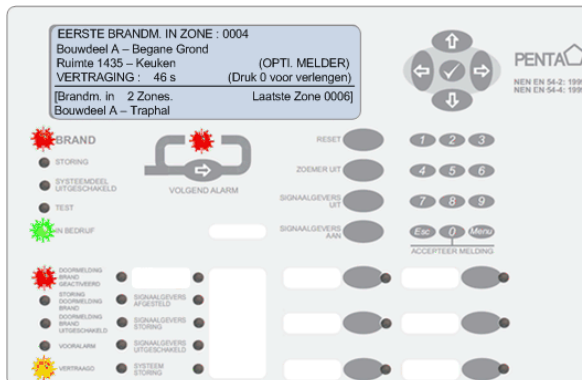 EERSTE BRANDM. IN ZONE : 0004
Bouwdeel A – Begane Grond
Ruimte 1435 – Keuken (OPTI. MELDER)
VERTRAGING : 46 s (Druk 0 voor verlengen)
[Brandm. in 2 Zones. Laatste Zone 0006]
Bouwdeel A – Traphal
PENTA
NEN EN 54-2: 199
NEN EN 54-4: 199
BRAND
STORING
SYSTEEMDEEL
UITGESCHAKELD
TEST
IN BEDRIJF
VOLGEND ALARM
RESET
ZOEMER UIT
SIGNAALGEVERS
UIT
SIGNAALGEVERS
AAN
1 2 3
4 5 6
7 8 9
Esc 0 Menu
ACCEPTEER MELDING
DOORMELDING
BRAND
GEACTIVEERD
STORING
DOORMELDING
BRAND
DOORMELDING
BRAND
UITGESCHAKELD
VOORALARM
VERTRAAGD
SIGNAALGEVERS
AFGESTELD
SIGNAALGEVERS
STORING
SIGNAALGEVERS
UITGESCHAKELD
SYSTEEM
STORING